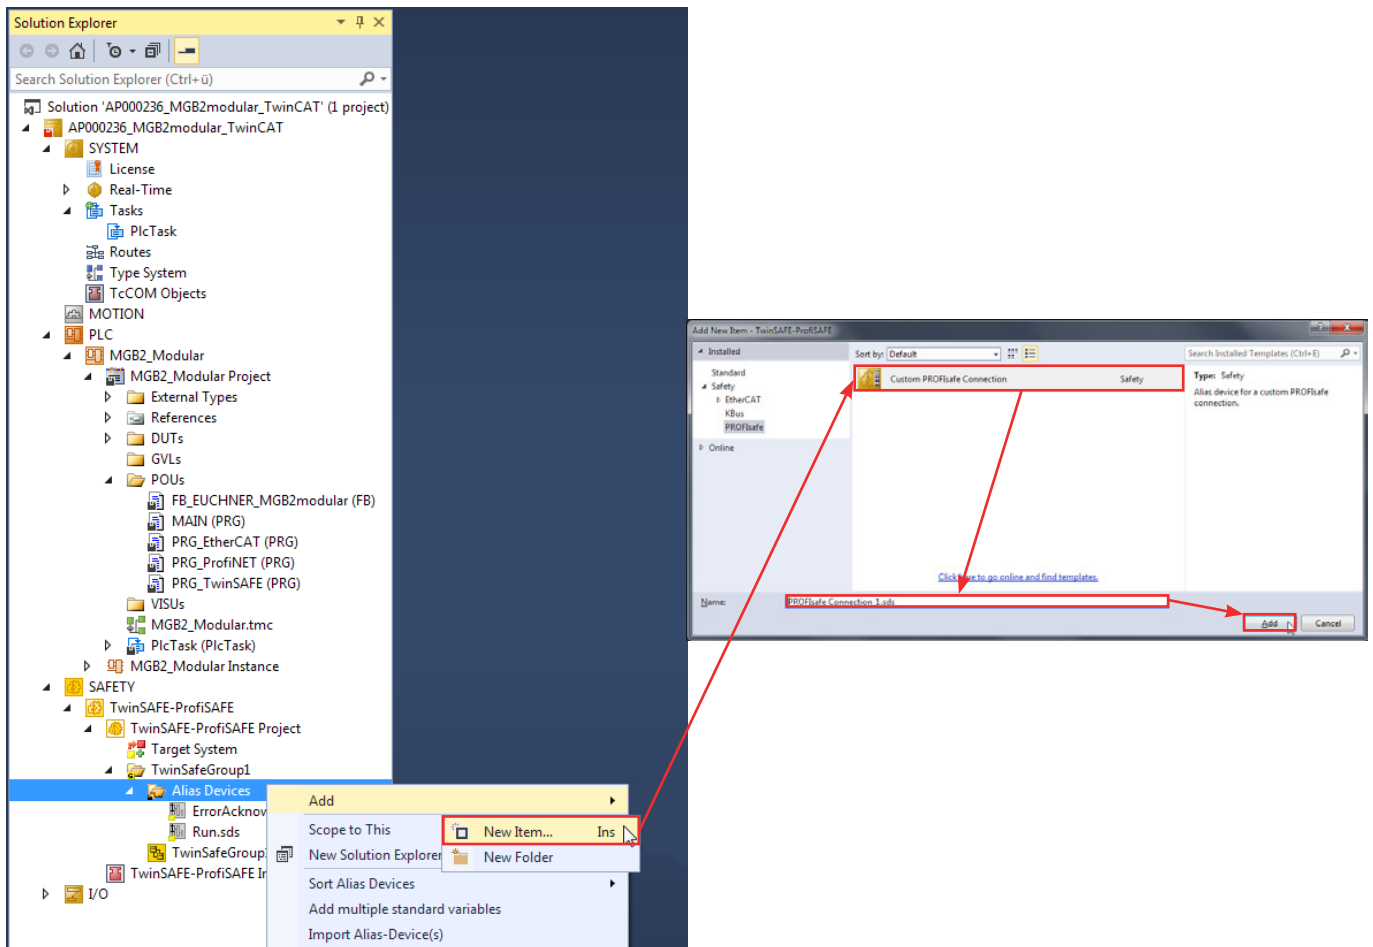 Solution Explorer
Search Solution Explorer (Ctrl+ü)
Solution 'AP000236_MGB2modular_TwinCAT' (1 project)
AP000236_MGB2modular_TwinCAT
SYSTEM
License
Real-Time
Tasks
PlcTask
Routes
Type System
TcCOM Objects
MOTION
PLC
MGB2_Modular
MGB2_Modular Project
External Types
References
DUTs
GVLs
POUs
FB_EUCHNER_MGB2modular (FB)
MAIN (PRG)
PRG_EtherCAT (PRG)
PRG_ProfiNET (PRG)
PRG_TwinSAFE (PRG)
VISUs
MGB2_Modular.tmc
PlcTask (PlcTask)
MGB2_Modular Instance
SAFETY
TwinSAFE-ProfiSAFE
TwinSAFE-ProfiSAFE Project
Target System
TwinSafeGroup1
Alias Devices
ErrorAcknov
Run.sds
TwinSafeGroup
TwinSAFE-ProfiSAFE Ir
I/O
Add
Scope to This
New Solution Explorer
Sort Alias Devices
Add multiple standard variables
Import Alias-Device(s)
New Item... Ins
New Folder
Add New Item - TwinSAFE-ProfiSAFE
Installed
Standard
Safety
EtherCAT
KBus
PROFIsafe
Online
Sort by: Default
Custom PROFIsafe Connection Safety
Search Installed Templates (Ctrl+E)
Type: Safety
Alias device for a custom PROFIsafe
connection.
Click here to go online and find templates.
Name: PROFIsafe Connection 1.sds
Add Cancel